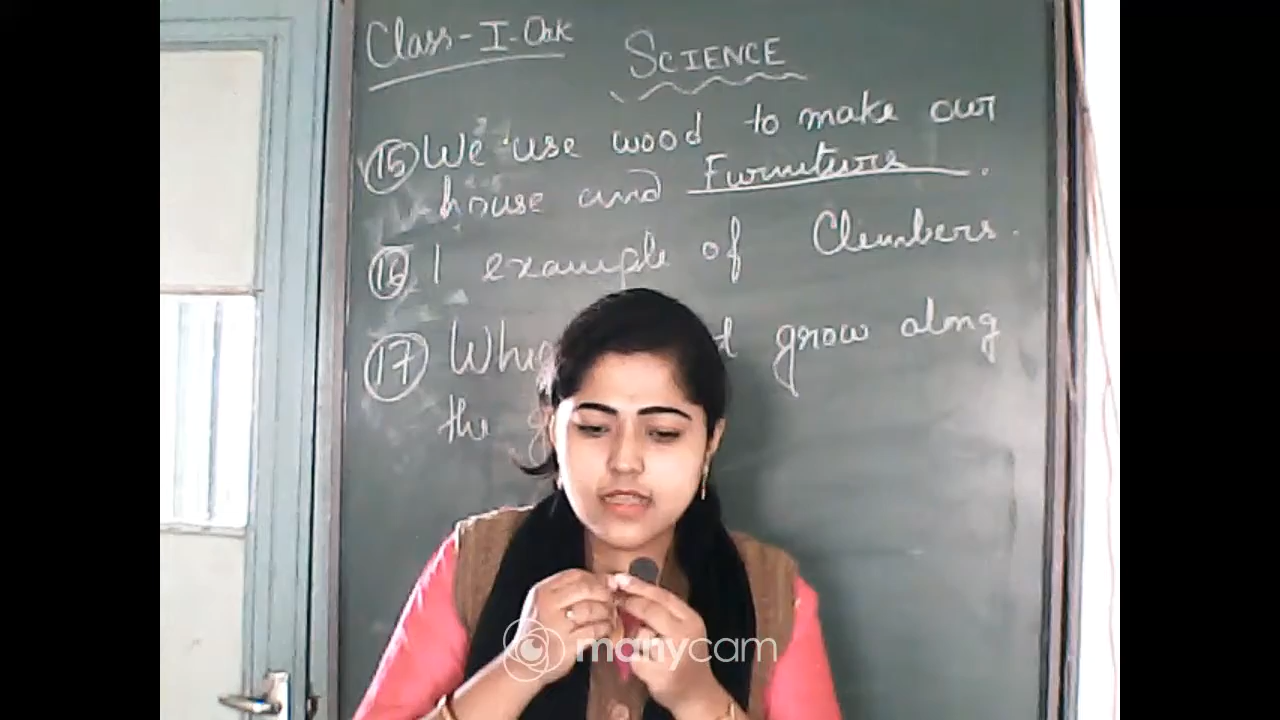 Class-I-Oak
SCIENCE
15 We use wood to make our
house and Furniture.
16 1 example of Climbers.
17 grow along
the
manycam